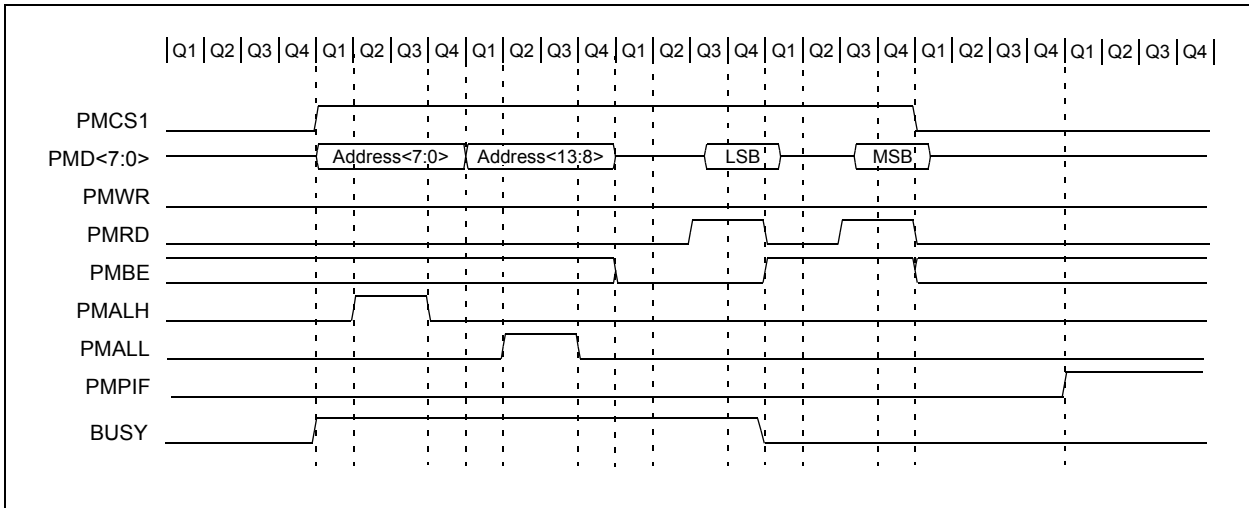 Q1 Q2 Q3 Q4 Q1 Q2 Q3 Q4 Q1 Q2 Q3 Q4 Q1 Q2 Q3 Q4 Q1 Q2 Q3 Q4 Q1 Q2 Q3 Q4 Q1 Q2 Q3 Q4
PMCS1
PMD<7:0> Address<7:0> Address<13:8> LSB MSB
PMWR
PMRD
PMBE
PMALH
PMALL
PMPIF
BUSY